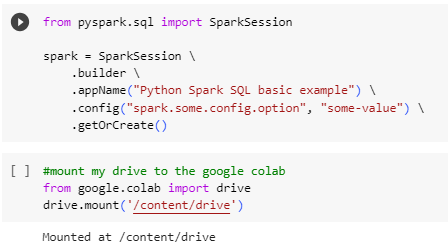 from pyspark.sql import SparkSession
spark = SparkSession \
.builder \
.appName("Python Spark SQL basic example") \
.config("spark.some.config.option", "some-value") \
.getOrCreate()
[ ] #mount my drive to the google colab
from google.colab import drive
drive.mount('/content/drive')
Mounted at /content/drive